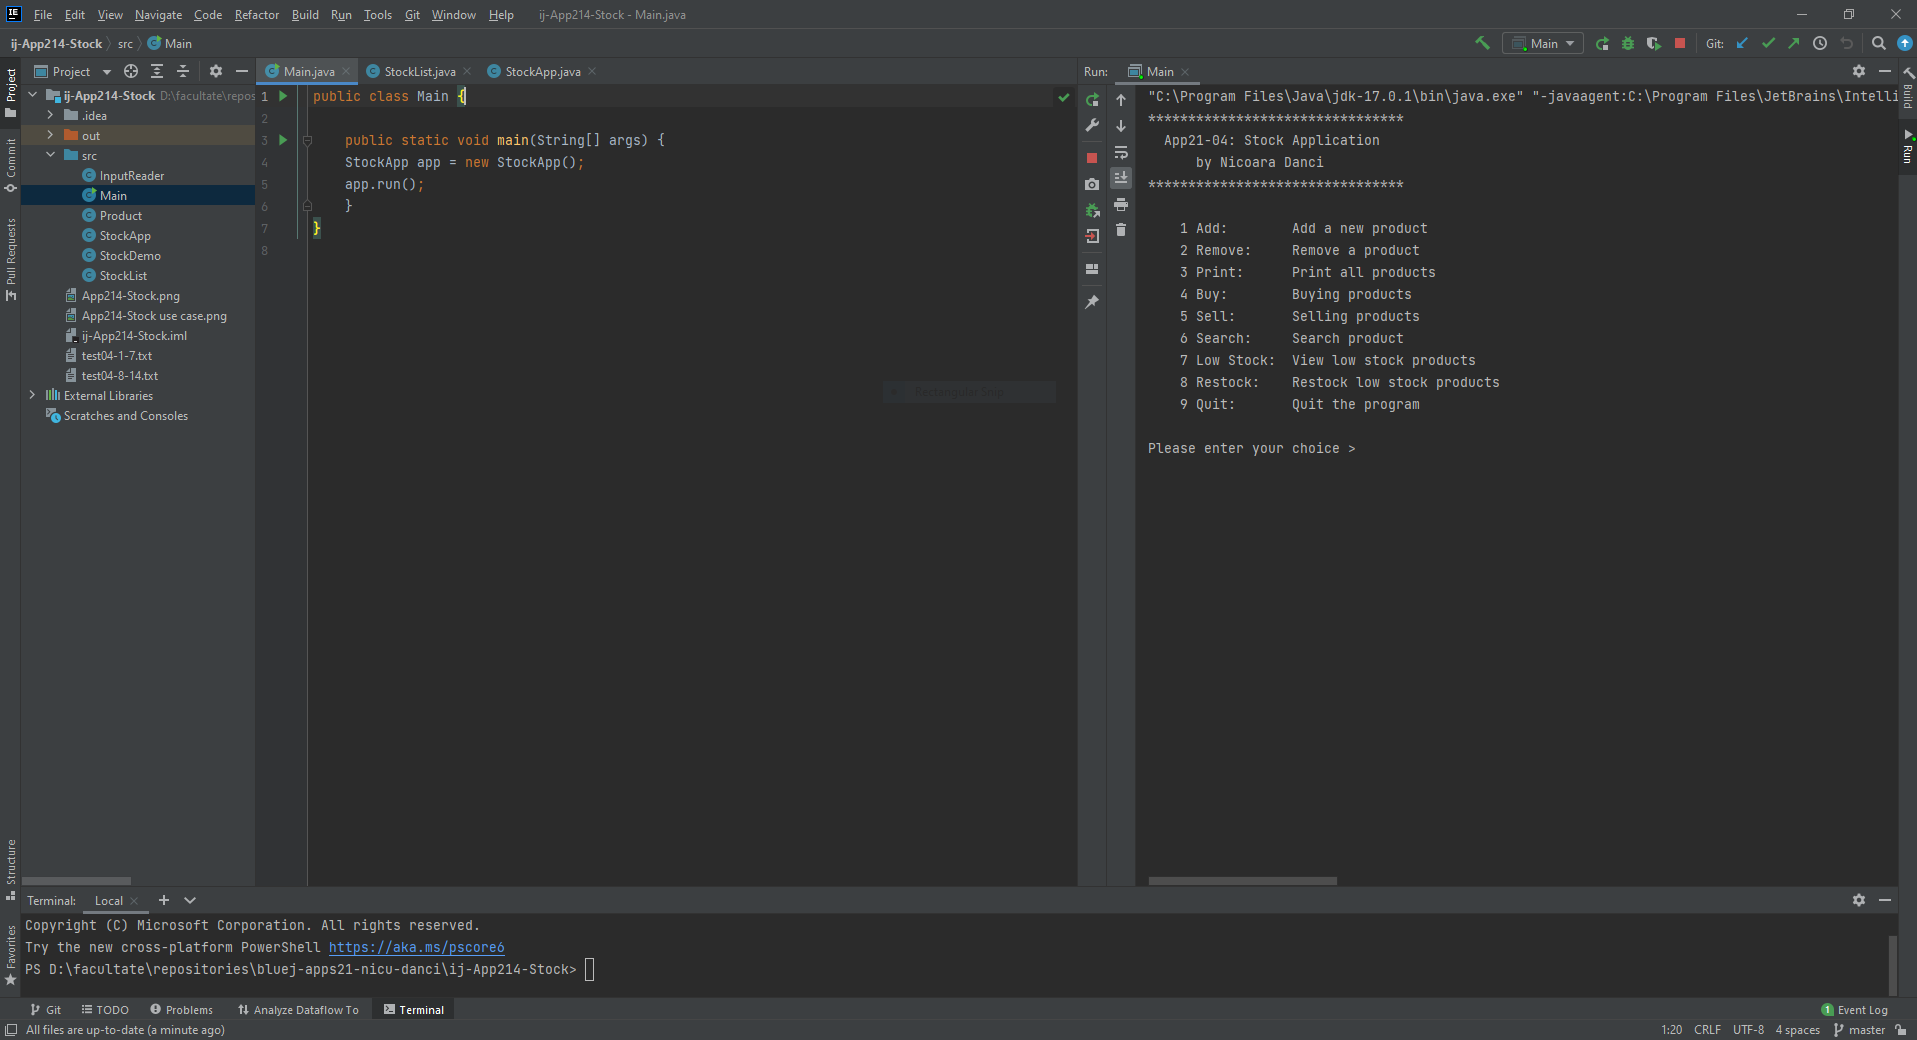 File Edit View Navigate Code Refactor Build Run Tools Git Window Help ij-App214-Stock - Main.java
ij-App214-Stock src Main
Main Git:
Project
Main.java StockList.java StockApp.java
Run: Main
Project
Commit
Pull Requests
Structure
Favorites
ij-App214-Stock D:\facultate\repos
.idea
out
src
InputReader
Main
Product
StockApp
StockDemo
StockList
App214-Stock.png
App214-Stock use case.png
ij-App214-Stock.iml
test04-1-7.txt
test04-8-14.txt
External Libraries
Scratches and Consoles
1 public class Main {
2
3 public static void main(String[] args) {
4 StockApp app = new StockApp();
5 app.run();
6 }
7 }
8
Rectangular Snip
"C:\Program Files\Java\jdk-17.0.1\bin\java.exe" "-javaagent:C:\Program Files\JetBrains\Intelli
********************************
App21-04: Stock Application
by Nicoara Danci
********************************
1 Add: Add a new product
2 Remove: Remove a product
3 Print: Print all products
4 Buy: Buying products
5 Sell: Selling products
6 Search: Search product
7 Low Stock: View low stock products
8 Restock: Restock low stock products
9 Quit: Quit the program
Please enter your choice >
Build
Run
Terminal: Local
Copyright (C) Microsoft Corporation. All rights reserved.
Try the new cross-platform PowerShell https://aka.ms/pscore6
PS D:\facultate\repositories\bluej-apps21-nicu-danci\ij-App214-Stock>
Git TODO Problems Analyze Dataflow To Terminal 1 Event Log
All files are up-to-date (a minute ago) 1:20 CRLF UTF-8 4 spaces master